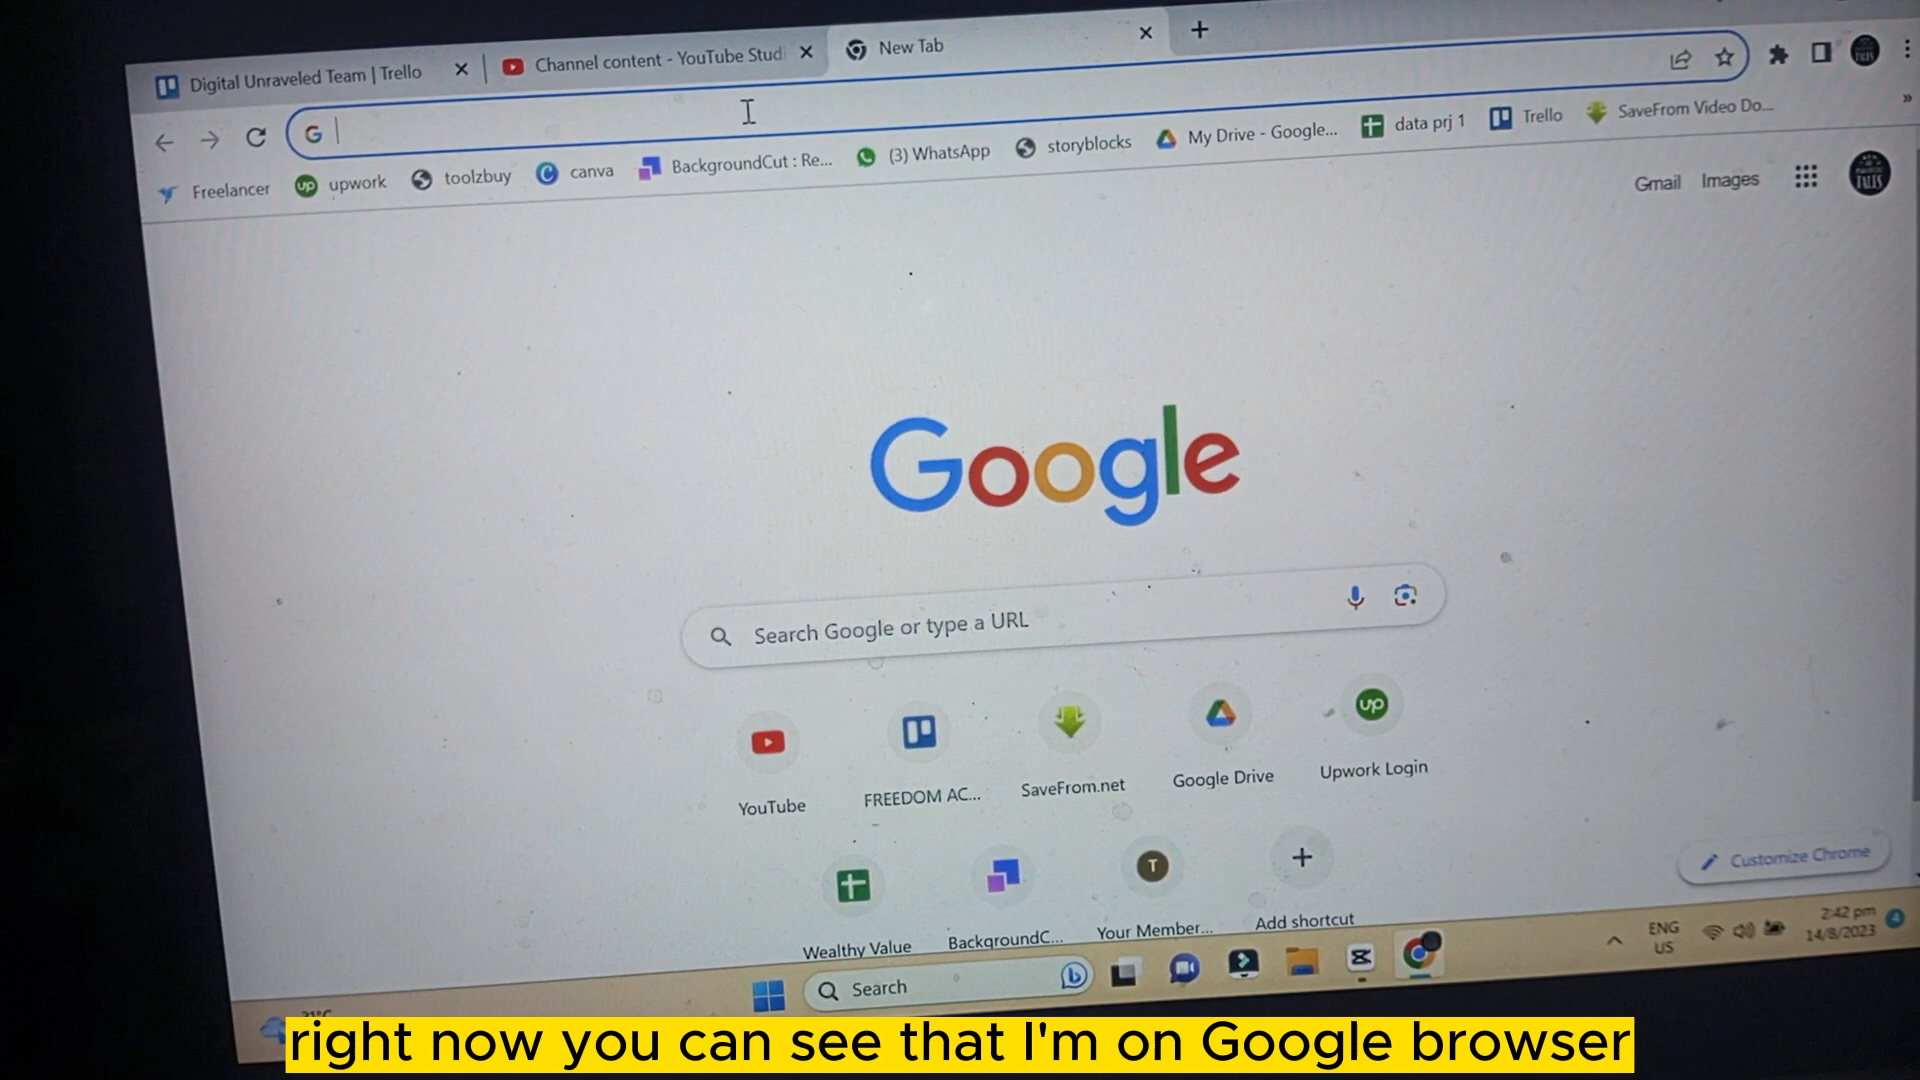 Digital Unraveled Team | Trello
Channel content - YouTube Studi
New Tab
Freelancer
upwork
toolzbuy
canva
BackgroundCut : Re...
(3) WhatsApp
storyblocks
My Drive - Google...
data prj 1
Trello
SaveFrom Video Do...
Gmail Images
Google
Search Google or type a URL
YouTube
FREEDOM AC...
SaveFrom.net
Google Drive
Upwork Login
Wealthy Value
BackgroundC...
T
Your Member...
Add shortcut
Customize Chrome
Search
ENG
US
2:42 pm
14/8/2023
4
right now you can see that I'm on Google browser